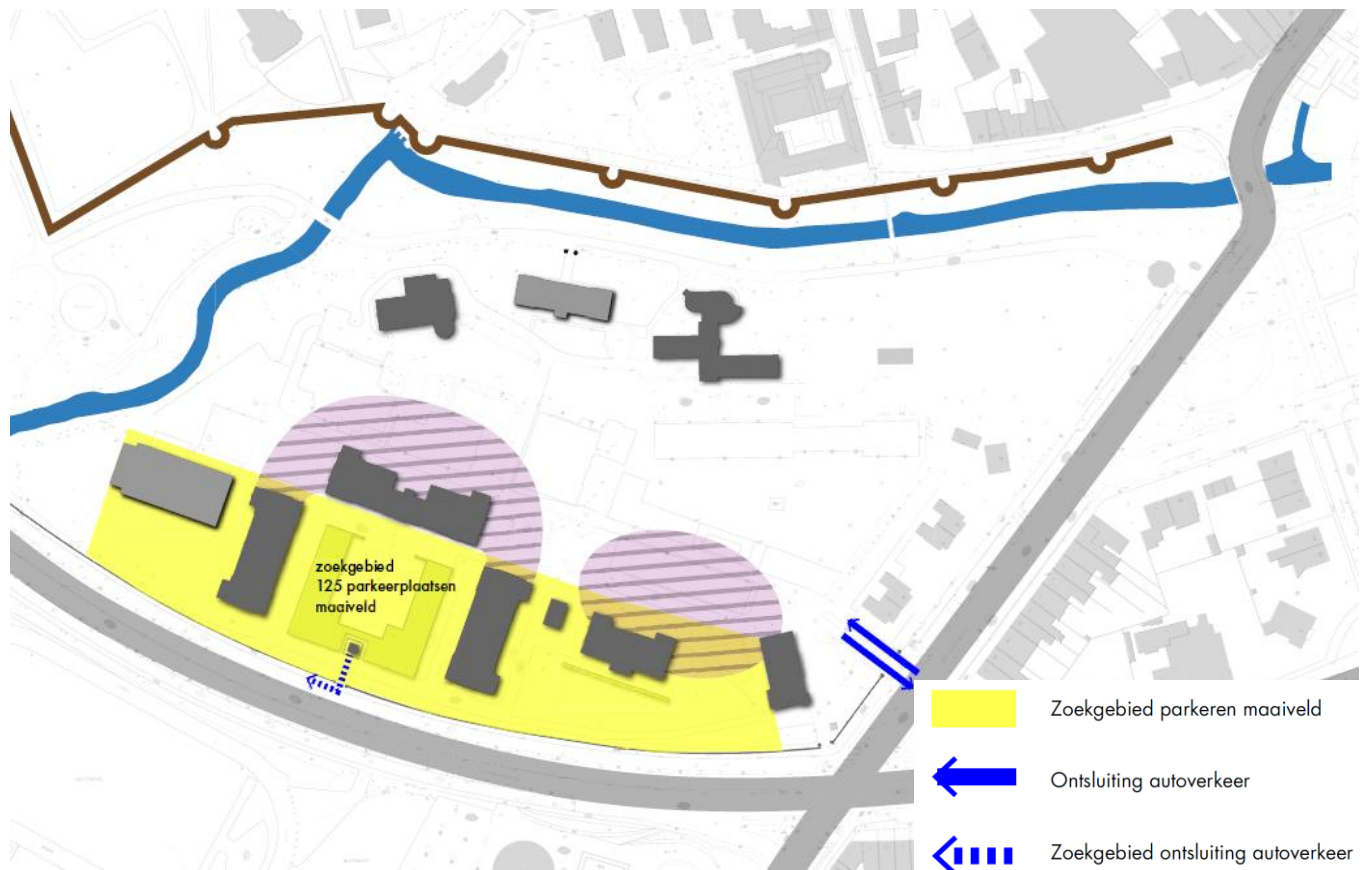 zoekgebied
125 parkeerplaatsen
maaiveld
Zoekgebied parkeren maaiveld
Ontsluiting autoverkeer
Zoekgebied ontsluiting autoverkeer